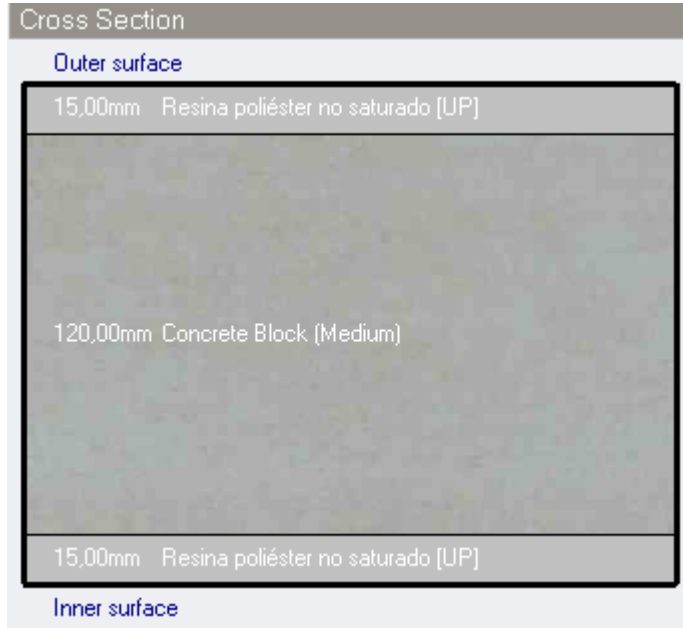 Cross Section
Outer surface
15,00mm Resina poliéster no saturado [UP]
120,00mm Concrete Block (Medium)
15,00mm Resina poliéster no saturado [UP]
Inner surface